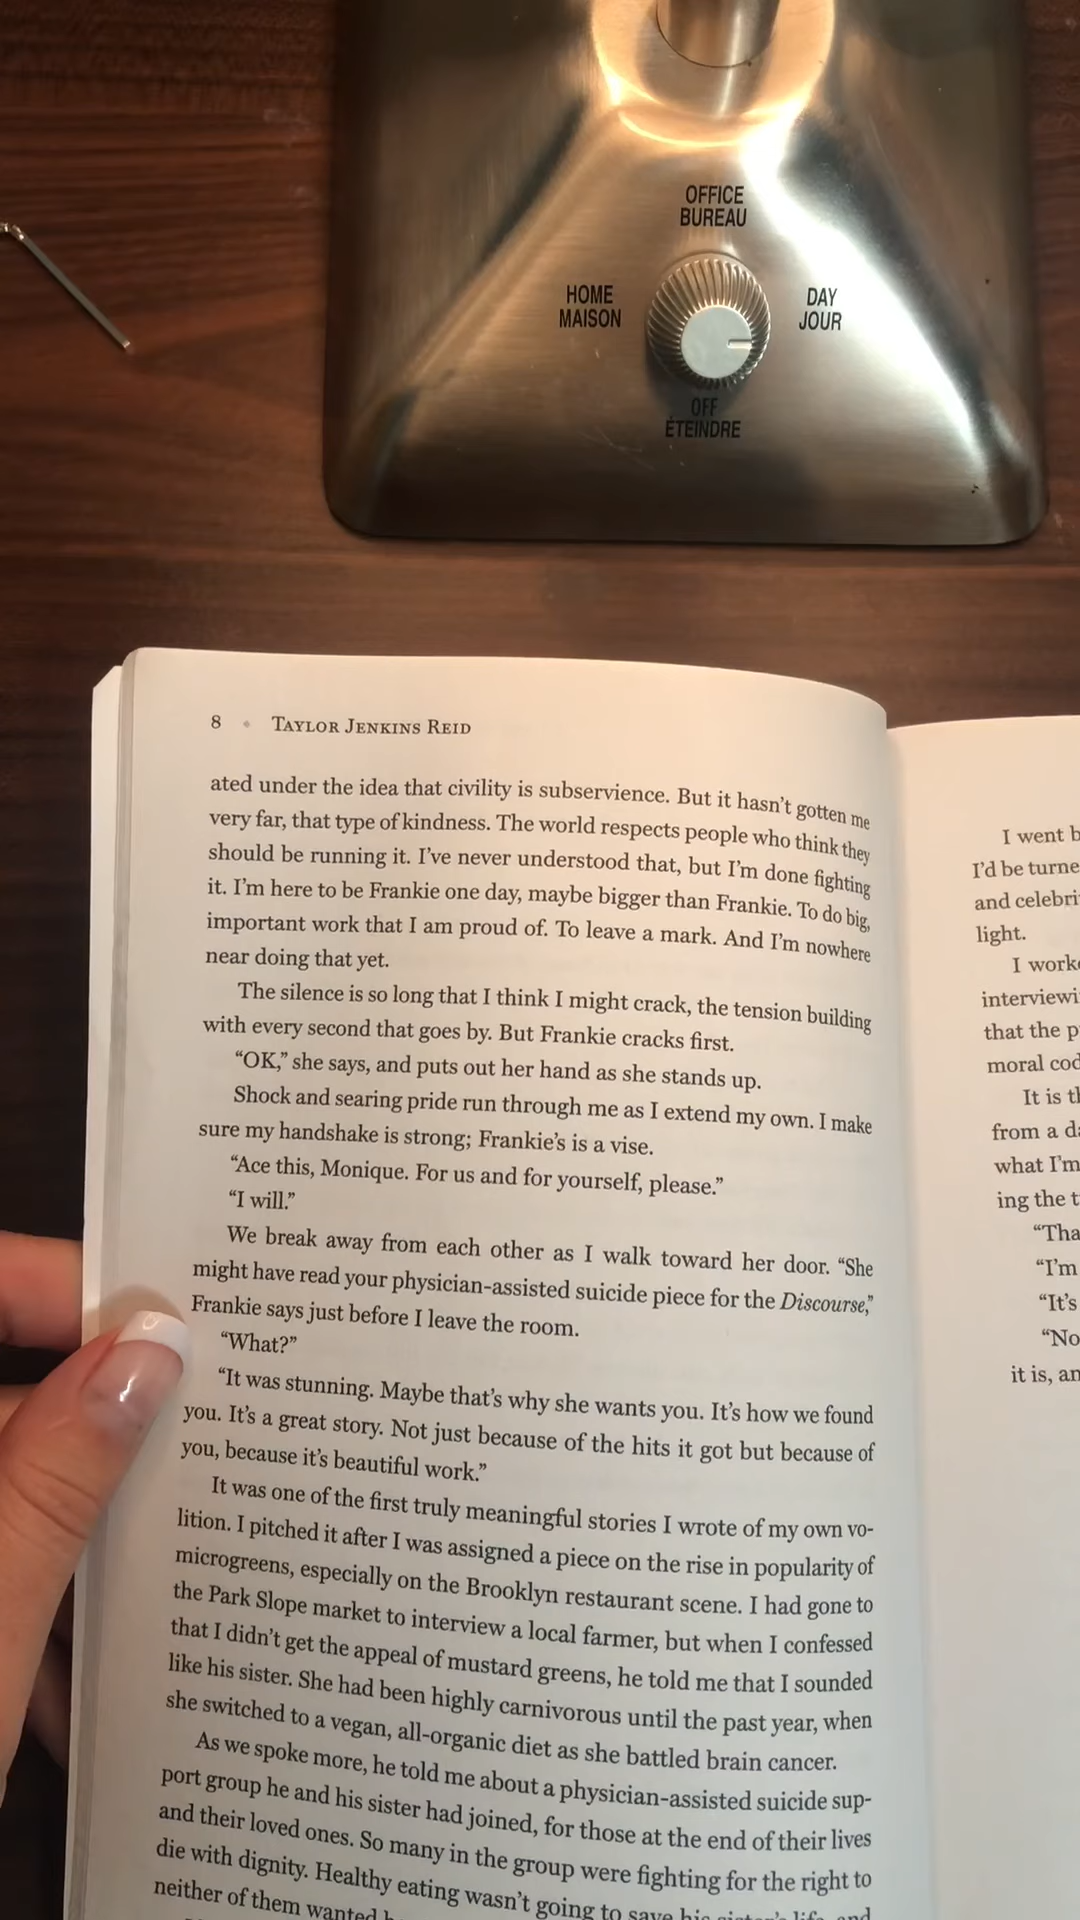 OFFICE
BUREAU
HOME
MAISON
DAY
JOUR
OFF
ÉTEINDRE
8 • TAYLOR JENKINS REID
ated under the idea that civility is subservience. But it hasn't gotten me
very far, that type of kindness. The world respects people who think they
should be running it. I've never understood that, but I'm done fighting
it. I'm here to be Frankie one day, maybe bigger than Frankie. To do big,
important work that I am proud of. To leave a mark. And I'm nowhere
near doing that yet.
The silence is so long that I think I might crack, the tension building
with every second that goes by. But Frankie cracks first.
“OK,” she says, and puts out her hand as she stands up.
Shock and searing pride run through me as I extend my own. I make
sure my handshake is strong; Frankie's is a vise.
“Ace this, Monique. For us and for yourself, please.”
“I will.”
We break away from each other as I walk toward her door. “She
might have read your physician-assisted suicide piece for the Discourse,”
Frankie says just before I leave the room.
“What?”
“It was stunning. Maybe that's why she wants you. It's how we found
you. It's a great story. Not just because of the hits it got but because of
you, because it's beautiful work.”
It was one of the first truly meaningful stories I wrote of my own vo-
lition. I pitched it after I was assigned a piece on the rise in popularity of
microgreens, especially on the Brooklyn restaurant scene. I had gone to
the Park Slope market to interview a local farmer, but when I confessed
that I didn't get the appeal of mustard greens, he told me that I sounded
like his sister. She had been highly carnivorous until the past year, when
she switched to a vegan, all-organic diet as she battled brain cancer.
As we spoke more, he told me about a physician-assisted suicide sup-
port group he and his sister had joined, for those at the end of their lives
and their loved ones. So many in the group were fighting for the right to
die with dignity. Healthy eating wasn't going to save his sister's life, and
neither of them wanted
I went
I'd be turne
and celebri
light.
I work
interviewi
that the
moral
It is
from a
what I'm
ing the
“Tha
“I'm
“It's
“No
it is, an